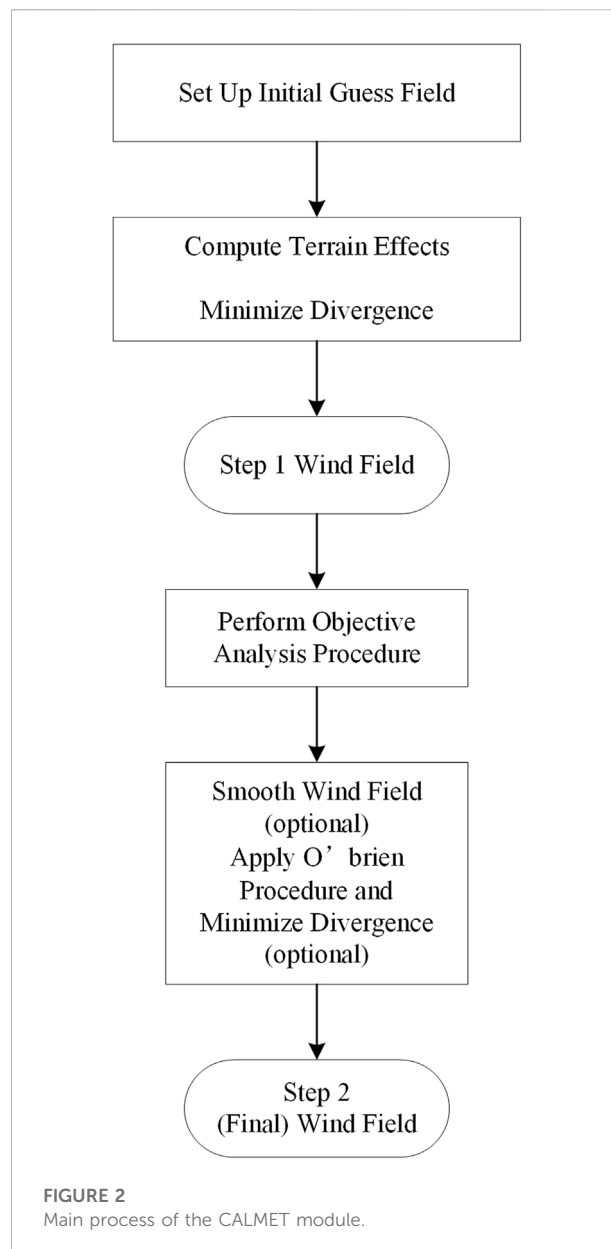 Set Up Initial Guess Field
Compute Terrain Effects
Minimize Divergence
Step 1 Wind Field
Perform Objective
Analysis Procedure
Smooth Wind Field
(optional)
Apply O’ brien
Procedure and
Minimize Divergence
(optional)
Step 2
(Final) Wind Field
FIGURE 2
Main process of the CALMET module.